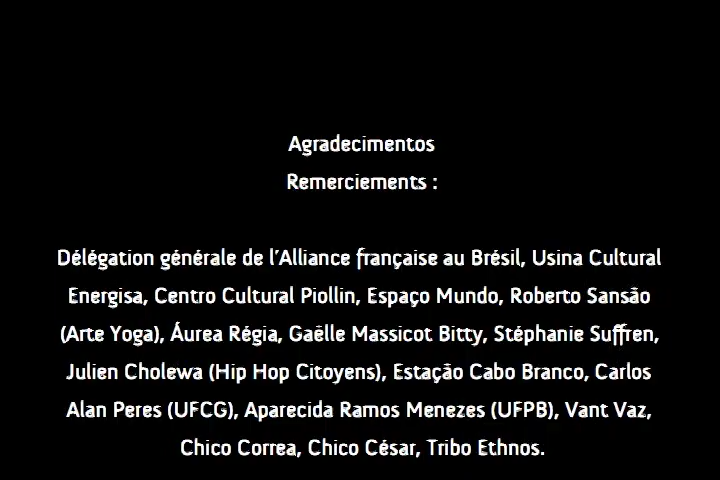 Agradecimentos
Remerciements :
Délégation générale de l'Alliance française au Brésil, Usina Cultural
Energisa, Centro Cultural Piollin, Espaço Mundo, Roberto Sansão
(Arte Yoga), Áurea Régia, Gaëlle Massicot Bitty, Stéphanie Suffren,
Julien Cholewa (Hip Hop Citoyens), Estação Cabo Branco, Carlos
Alan Peres (UFCG), Aparecida Ramos Menezes (UFPB), Vant Vaz,
Chico Correa, Chico César, Tribo Ethnos.